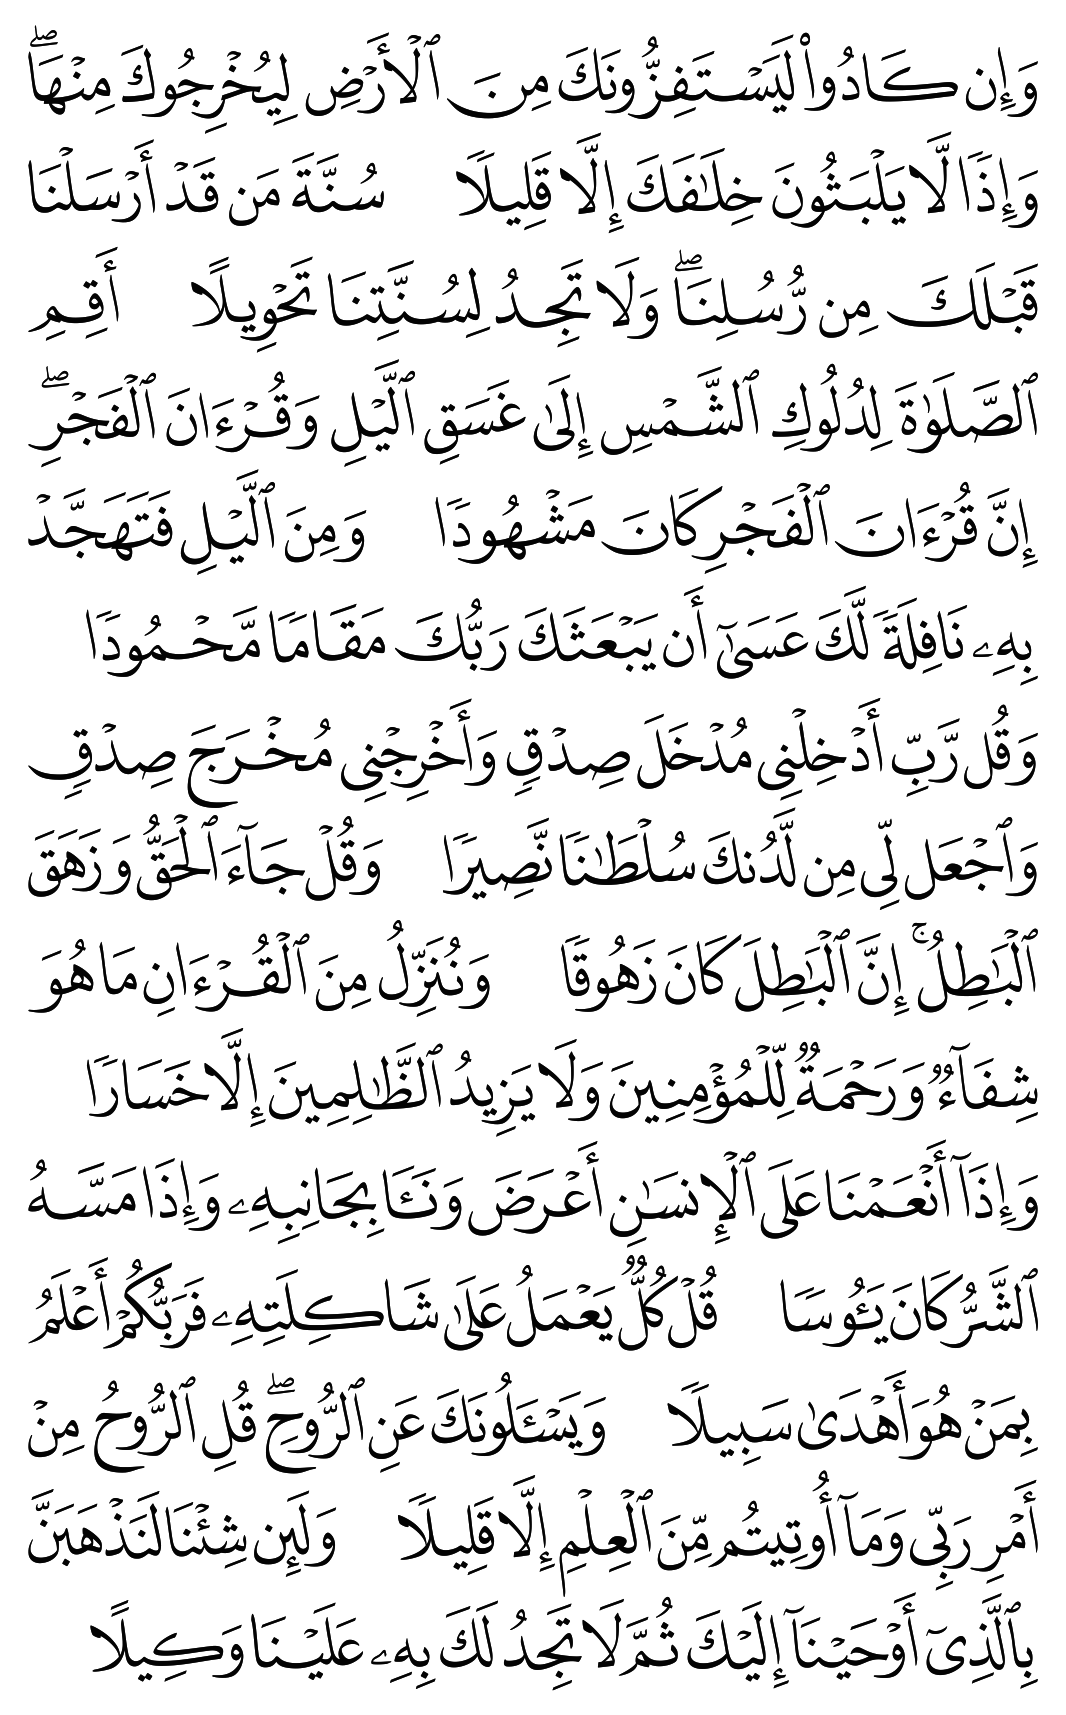 وَإِن كَادُوا۟ لَيَسْتَفِزُّونَكَ مِنَ ٱلْأَرْضِ لِيُخْرِجُوكَ مِنْهَا ۖ
وَإِذًا لَّا يَلْبَثُونَ خِلَـٰفَكَ إِلَّا قَلِيلًا سُنَّةَ مَن قَدْ أَرْسَلْنَا
قَبْلَكَ مِن رُّسُلِنَا ۖ وَلَا تَجِدُ لِسُنَّتِنَا تَحْوِيلًا أَقِمِ
ٱلصَّلَوٰةَ لِدُلُوكِ ٱلشَّمْسِ إِلَىٰ غَسَقِ ٱلَّيْلِ وَقُرْءَانَ ٱلْفَجْرِ ۖ
إِنَّ قُرْءَانَ ٱلْفَجْرِ كَانَ مَشْهُودًا وَمِنَ ٱلَّيْلِ فَتَهَجَّدْ
بِهِۦ نَافِلَةً لَّكَ عَسَىٰٓ أَن يَبْعَثَكَ رَبُّكَ مَقَامًا مَّحْمُودًا
وَقُل رَّبِّ أَدْخِلْنِى مُدْخَلَ صِدْقٍ وَأَخْرِجْنِى مُخْرَجَ صِدْقٍ
وَٱجْعَل لِّى مِن لَّدُنكَ سُلْطَـٰنًا نَّصِيرًا وَقُلْ جَآءَ ٱلْحَقُّ وَزَهَقَ
ٱلْبَـٰطِلُ ۚ إِنَّ ٱلْبَـٰطِلَ كَانَ زَهُوقًا وَنُنَزِّلُ مِنَ ٱلْقُرْءَانِ مَا هُوَ
شِفَآءٌ وَرَحْمَةٌ لِّلْمُؤْمِنِينَ وَلَا يَزِيدُ ٱلظَّـٰلِمِينَ إِلَّا خَسَارًا
وَإِذَآ أَنْعَمْنَا عَلَى ٱلْإِنسَـٰنِ أَعْرَضَ وَنَـَٔا بِجَانِبِهِۦ وَإِذَا مَسَّهُ
ٱلشَّرُّ كَانَ يَـُٔوسًا قُلْ كُلٌّ يَعْمَلُ عَلَىٰ شَاكِلَتِهِۦ فَرَبُّكُمْ أَعْلَمُ
بِمَنْ هُوَ أَهْدَىٰ سَبِيلًا وَيَسْـَٔلُونَكَ عَنِ ٱلرُّوحِ ۖ قُلِ ٱلرُّوحُ مِنْ
أَمْرِ رَبِّى وَمَآ أُوتِيتُم مِّنَ ٱلْعِلْمِ إِلَّا قَلِيلًا وَلَئِن شِئْنَا لَنَذْهَبَنَّ
بِٱلَّذِىٓ أَوْحَيْنَآ إِلَيْكَ ثُمَّ لَا تَجِدُ لَكَ بِهِۦ عَلَيْنَا وَكِيلًا